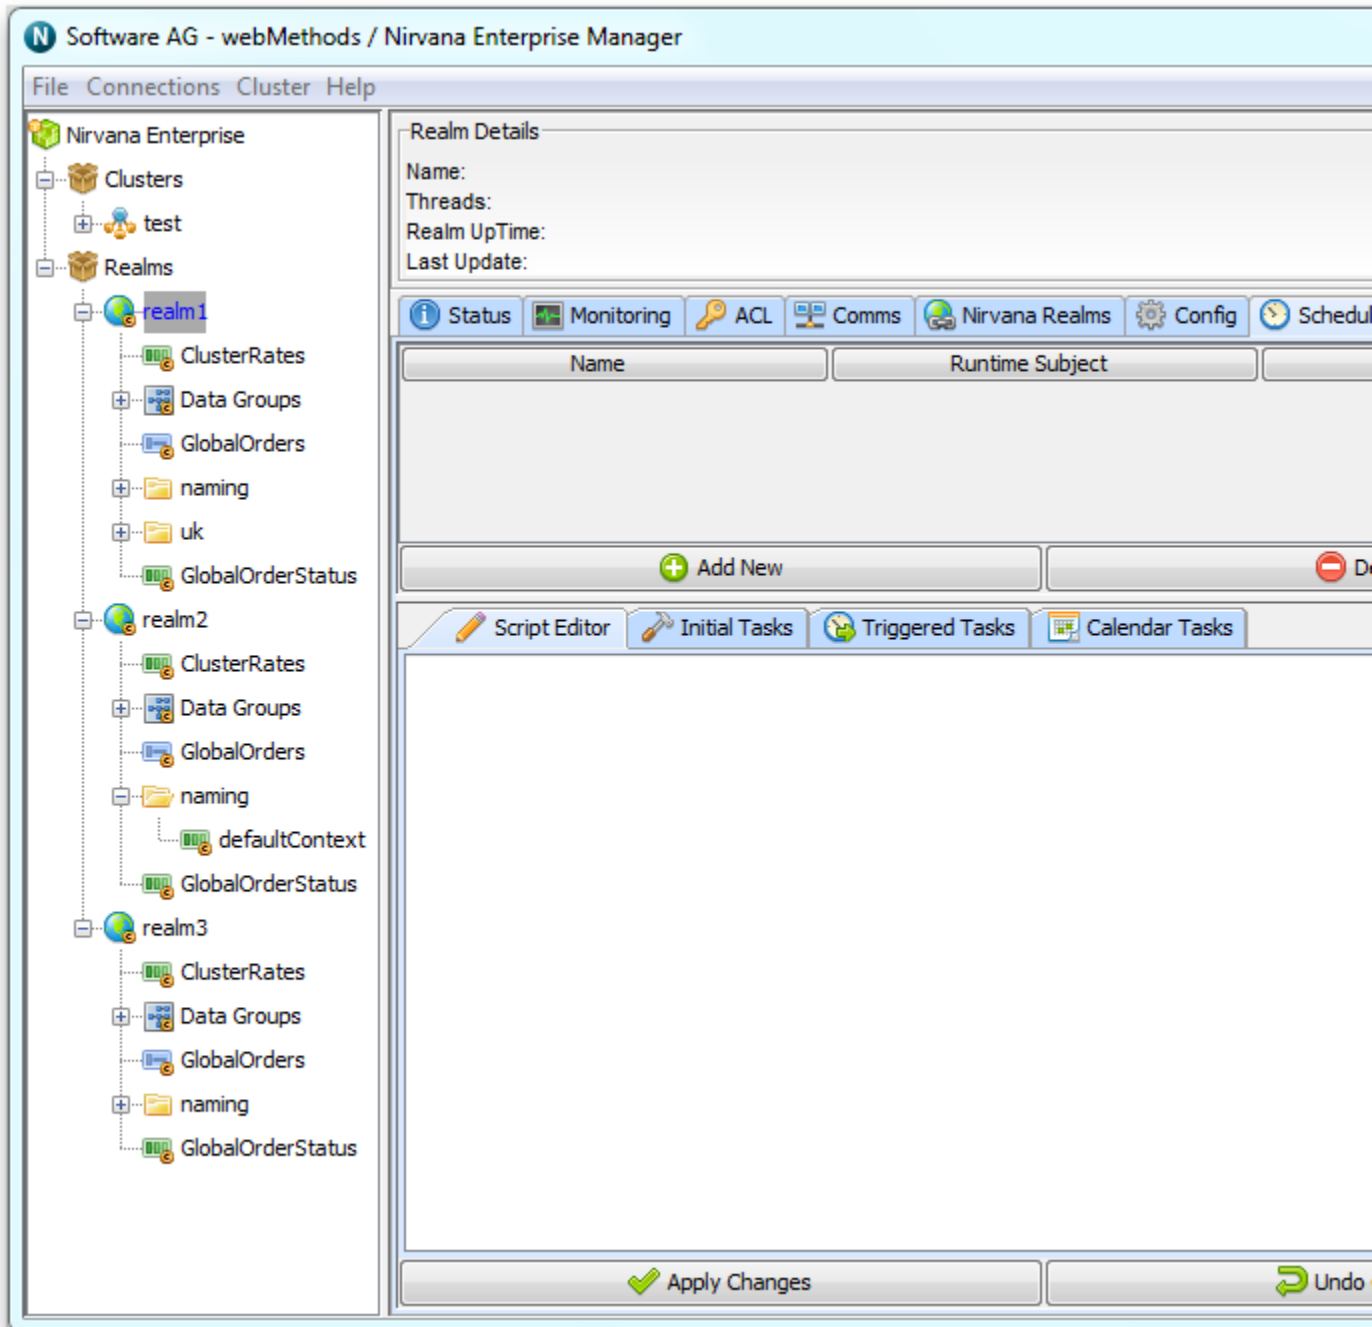 Software AG - webMethods / Nirvana Enterprise Manager
File Connections Cluster Help
Nirvana Enterprise
Clusters
test
Realms
realm1
ClusterRates
Data Groups
GlobalOrders
naming
uk
GlobalOrderStatus
realm2
ClusterRates
Data Groups
GlobalOrders
naming
defaultContext
GlobalOrderStatus
realm3
ClusterRates
Data Groups
GlobalOrders
naming
GlobalOrderStatus
Realm Details
Name:
Threads:
Realm UpTime:
Last Update:
Status Monitoring ACL Comms Nirvana Realms Config Schedul
Name Runtime Subject
Add New De
Script Editor Initial Tasks Triggered Tasks Calendar Tasks
Apply Changes Undo